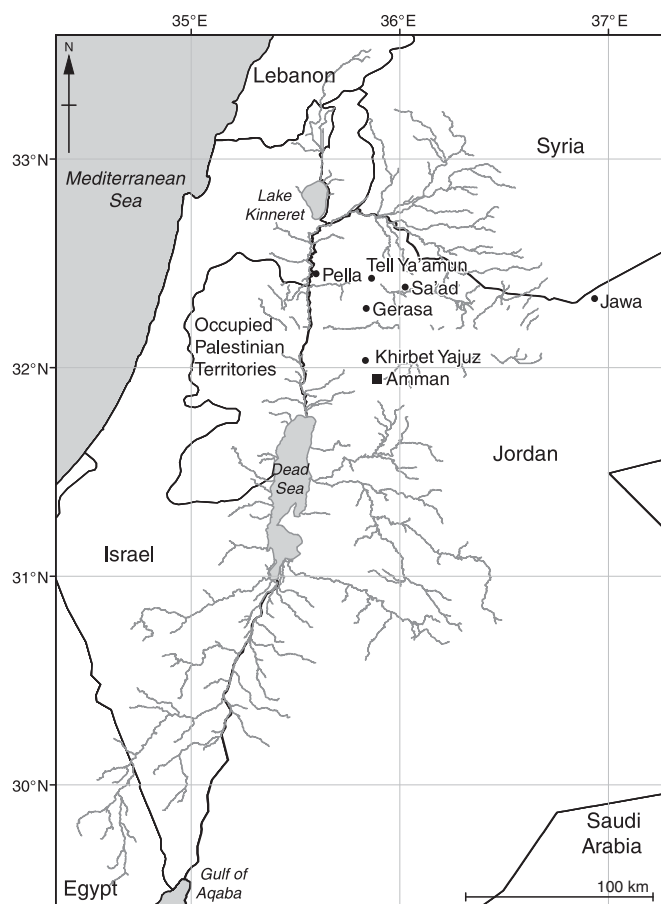 35°E
36°E
37°E
N
Lebanon
Syria
33°N
Mediterranean
Sea
Lake
Kinneret
Tell Ya'amun
Pella
Sa'ad
Jawa
Gerasa
Occupied
Palestinian
Territories
32°N
Khirbet Yajuz
Amman
Jordan
Dead
Sea
Israel
31°N
30°N
Saudi
Arabia
Gulf of
Aqaba
Egypt
100 km